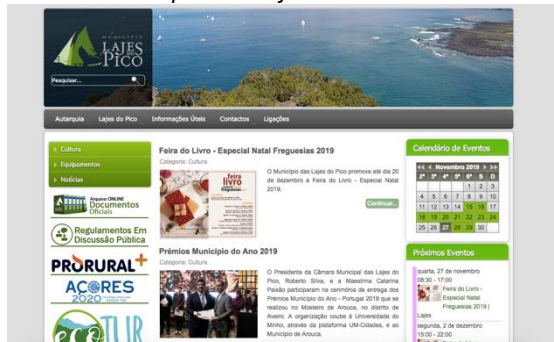 MUNICÍPIO
LAJES
DO
PICO
Pesquisar...
Autarquia Lajes do Pico Informações Úteis Contactos Ligações
Cultura
Equipamentos
Notícias
Arquivo ONLINE
Documentos
Oficiais
Regulamentos Em
Discussão Pública
PRORURAL+
AÇORES
2020
ecoTUR
Feira do Livro - Especial Natal Freguesias 2019
Categoria: Cultura
feira
livro
freguesias
O Município das Lajes do Pico promove até dia 20
de dezembro a Feira do Livro - Especial Natal
2019.
Continuar...
Prémios Município do Ano 2019
Categoria: Cultura
O Presidente da Câmara Municipal das Lajes do
Pico, Roberto Silva, e a Maestrina Catarina
Paixão participaram na cerimónia de entrega dos
Prémios Município do Ano - Portugal 2019 que se
realizou no Mosteiro de Arouca, no distrito de
Aveiro. A organização coube à Universidade do
Minho, através da plataforma UM-Cidades, e ao
Município de Arouca.
Calendário de Eventos
<< < Novembro 2019 > >>
2ª 3ª 4ª 5ª 6ª S D
1 2 3
4 5 6 7 8 9 10
11 12 13 14 15 16 17
18 19 20 21 22 23 24
25 26 27 28 29 30
Próximos Eventos
quarta, 27 de novembro
08:30 - 17:00
Feira do Livro -
Especial Natal
Freguesias 2019 |
Lajes
segunda, 2 de dezembro
15:00 - 22:00